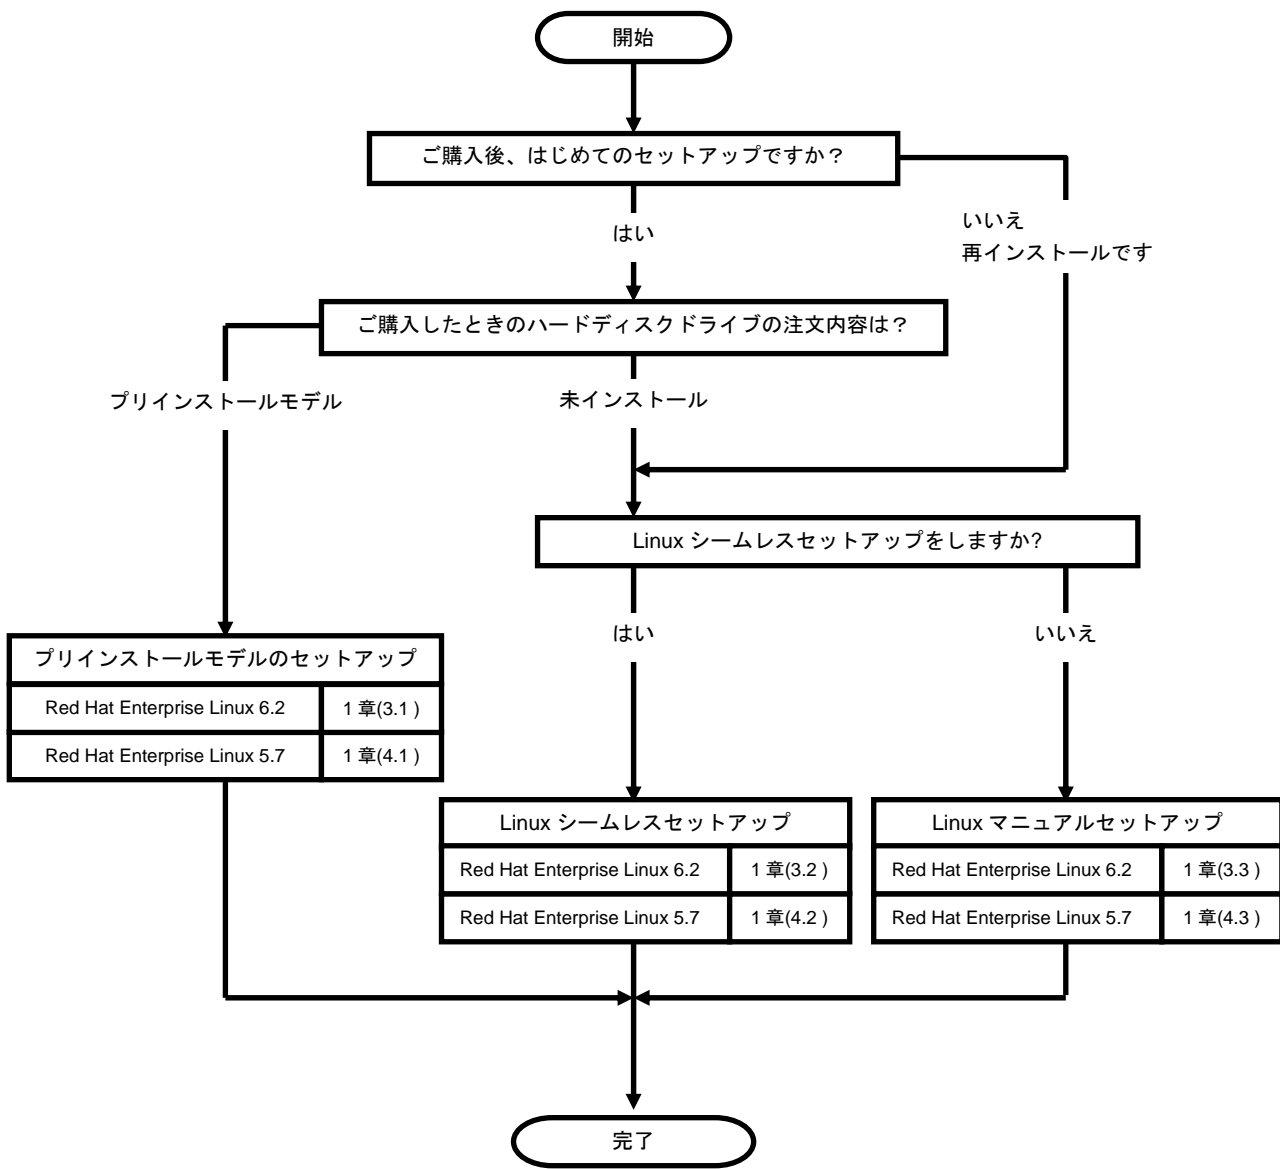 開始
ご購入後、はじめてのセットアップですか？
はい
いいえ
再インストールです
ご購入したときのハードディスクドライブの注文内容は？
プリインストールモデル
未インストール
Linux シームレスセットアップをしますか?
はい
いいえ
プリインストールモデルのセットアップ
Red Hat Enterprise Linux 6.2 1 章(3.1 )
Red Hat Enterprise Linux 5.7 1 章(4.1 )
Linux シームレスセットアップ
Red Hat Enterprise Linux 6.2 1 章(3.2 )
Red Hat Enterprise Linux 5.7 1 章(4.2 )
Linux マニュアルセットアップ
Red Hat Enterprise Linux 6.2 1 章(3.3 )
Red Hat Enterprise Linux 5.7 1 章(4.3 )
完了